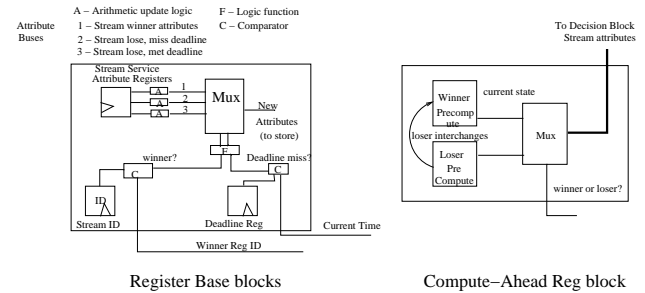 A – Arithmetic update logic
F – Logic function
Attribute Buses
1 – Stream winner attributes
C – Comparator
2 – Stream lose, miss deadline
3 – Stream lose, met deadline
Stream Service
Attribute Registers
A
1
A
2
A
3
Mux
New
Attributes
(to store)
F
winner?
Deadline miss?
C
C
ID
Stream ID
Deadline Reg
Current Time
Winner Reg ID
Register Base blocks
To Decision Block
Stream attributes
Winner
Precomp
ute
current state
loser interchanges
Mux
Loser
Pre
Compute
winner or loser?
Compute–Ahead Reg block